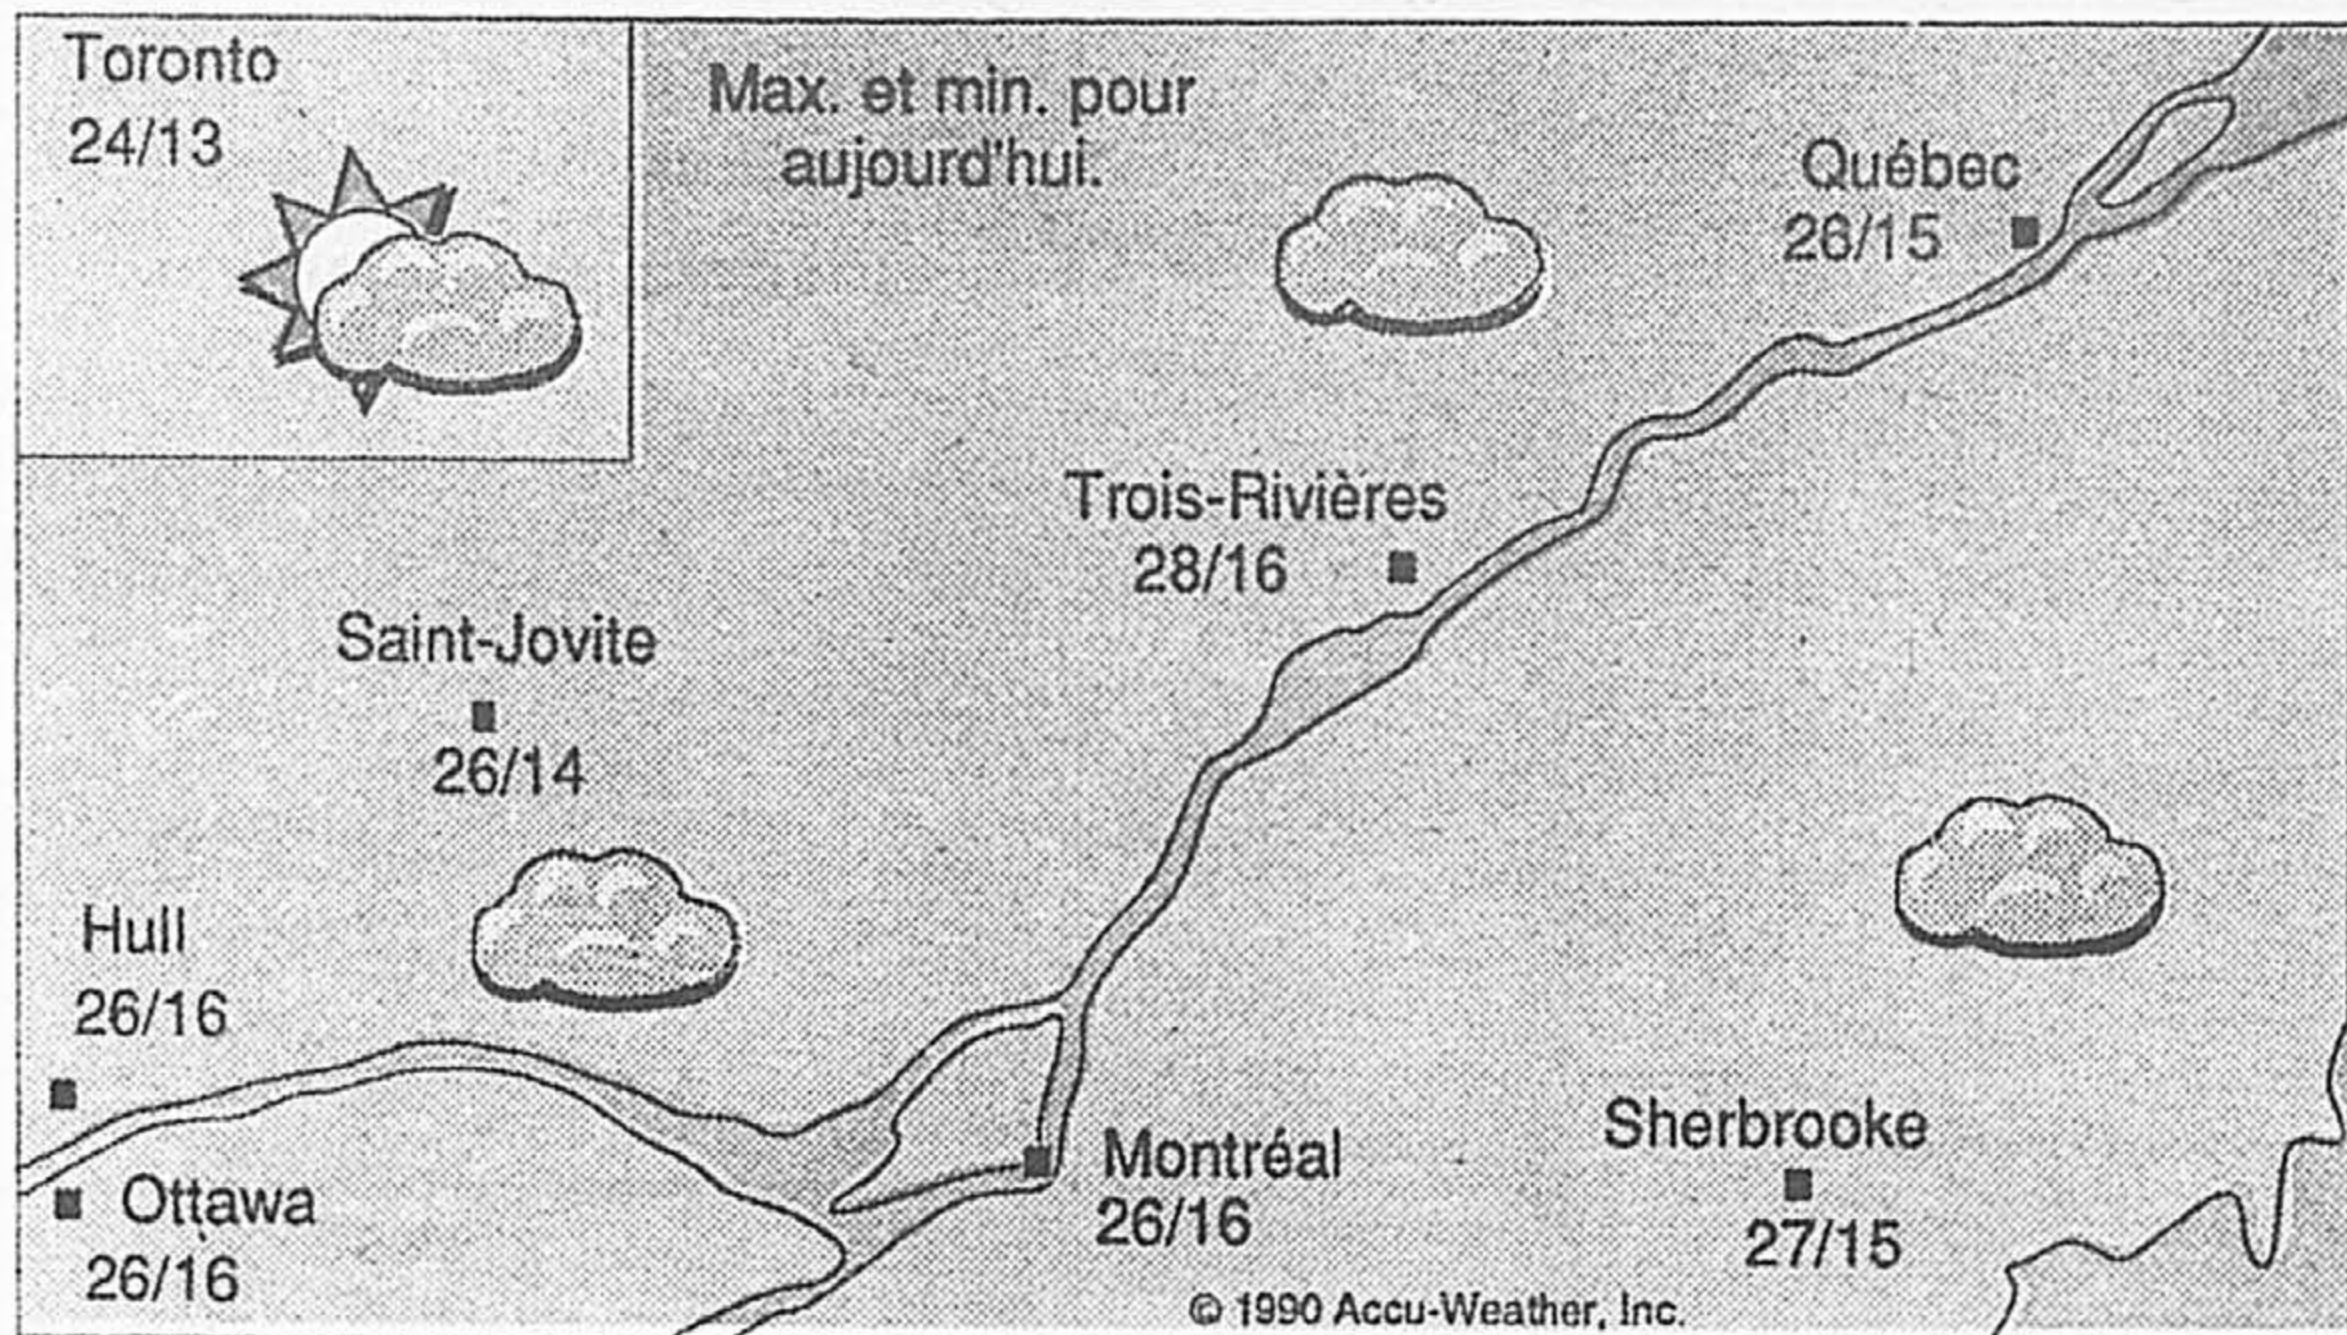 Toronto
24/13
Max. et min. pour
aujourd'hui.
Québec
26/15
Trois-Rivières
28/16
Saint-Jovite
26/14
Hull
26/16
Ottawa
26/16
Montréal
26/16
Sherbrooke
27/15
© 1990 Accu-Weather, Inc.